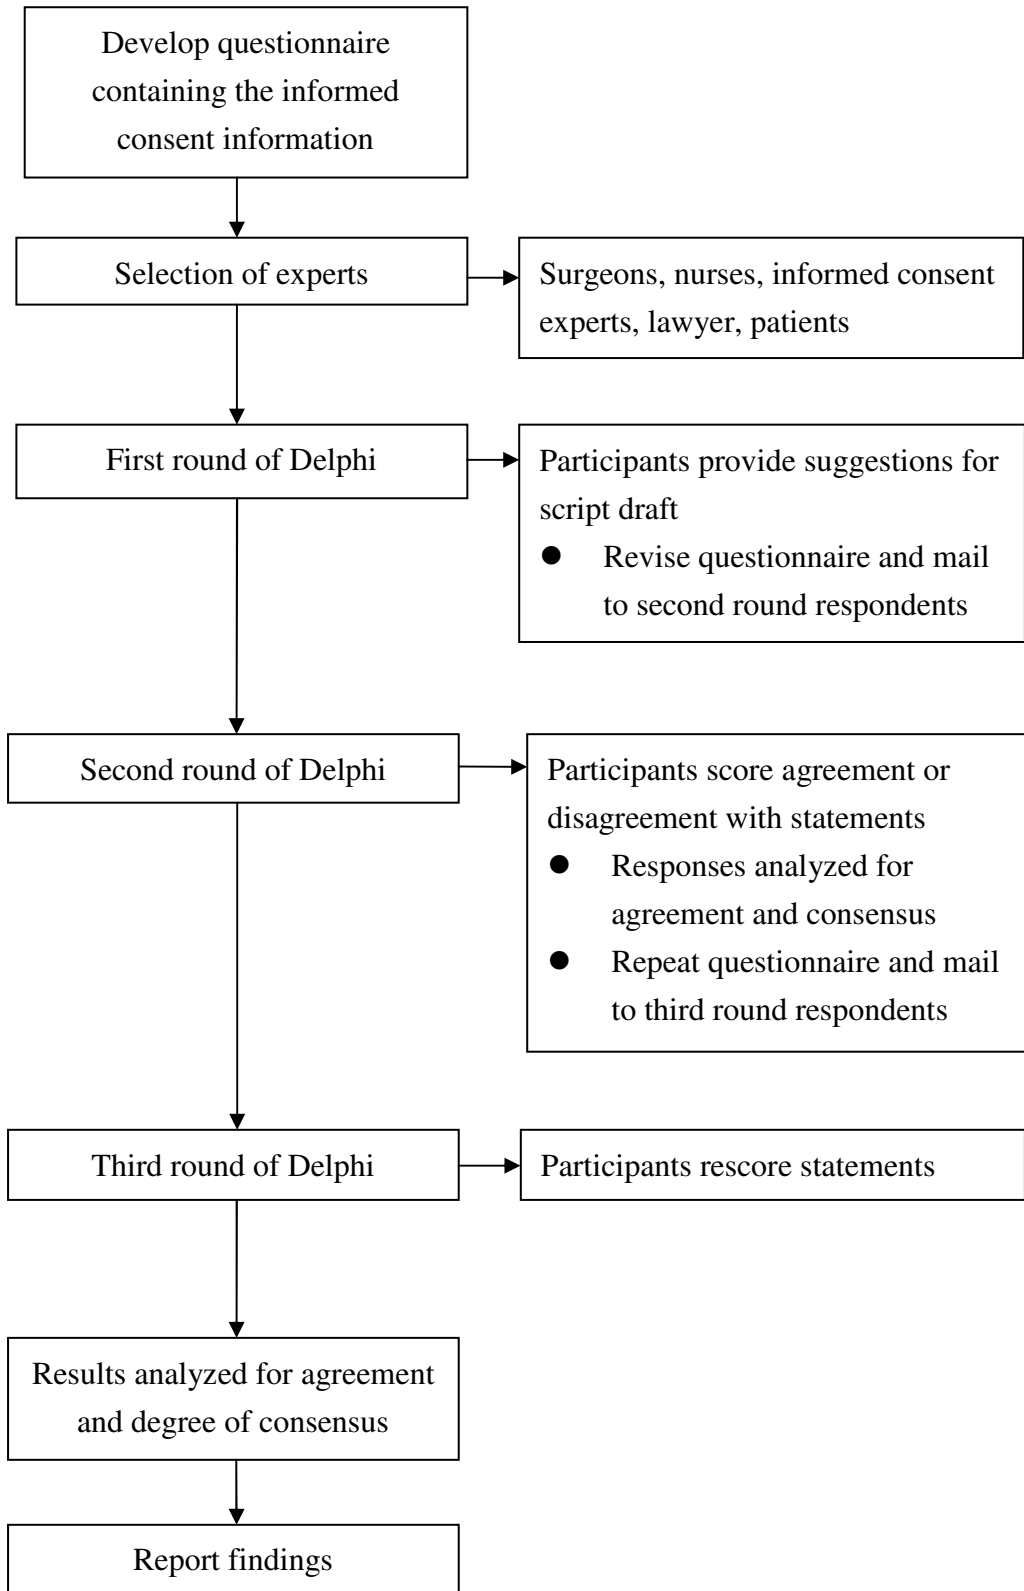 Develop questionnaire
containing the informed
consent information
Selection of experts
Surgeons, nurses, informed consent
experts, lawyer, patients
First round of Delphi
Participants provide suggestions for
script draft
● Revise questionnaire and mail
to second round respondents
Second round of Delphi
Participants score agreement or
disagreement with statements
● Responses analyzed for
agreement and consensus
● Repeat questionnaire and mail
to third round respondents
Third round of Delphi
Participants rescore statements
Results analyzed for agreement
and degree of consensus
Report findings